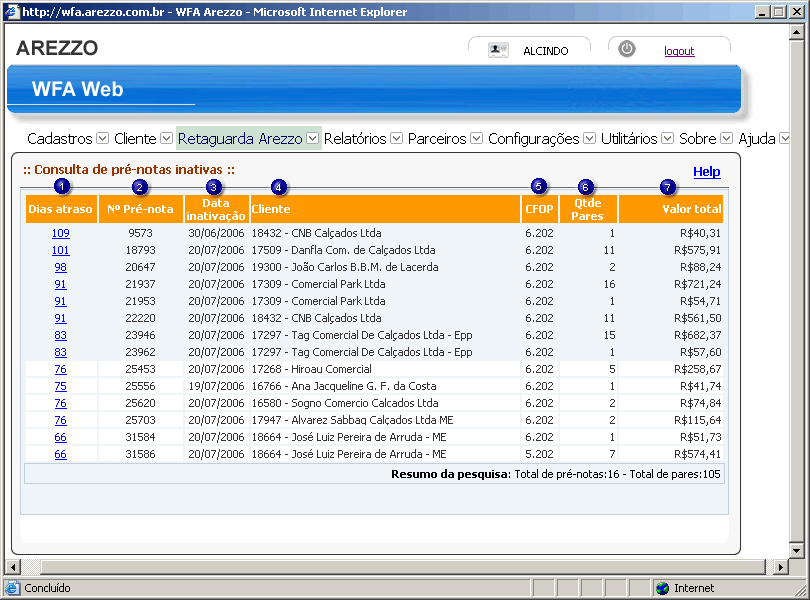 http://wfa.arezzo.com.br - WFA Arezzo - Microsoft Internet Explorer
AREZZO
ALCINDO
logout
WFA Web
Cadastros Cliente Retaguarda Arezzo Relatórios Parceiros Configurações Utilitários Sobre Ajuda
:: Consulta de pré-notas inativas ::
Help
1 2 3 4 5 6 7
Dias atraso Nº Pré-nota Data inativação Cliente CFOP Qtde Pares Valor total
109 9573 30/06/2006 18432 - CNB Calçados Ltda 6.202 1 R$40,31
101 18793 20/07/2006 17509 - Danfla Com. de Calçados Ltda 6.202 11 R$575,91
98 20647 20/07/2006 19300 - João Carlos B.B.M. de Lacerda 6.202 2 R$88,24
91 21937 20/07/2006 17309 - Comercial Park Ltda 6.202 16 R$721,24
91 21953 20/07/2006 17309 - Comercial Park Ltda 6.202 1 R$54,71
91 22220 20/07/2006 18432 - CNB Calçados Ltda 6.202 11 R$561,50
83 23946 20/07/2006 17297 - Tag Comercial De Calçados Ltda - Epp 6.202 15 R$682,37
83 23962 20/07/2006 17297 - Tag Comercial De Calçados Ltda - Epp 6.202 1 R$57,60
76 25453 20/07/2006 17268 - Hiroau Comercial 6.202 5 R$258,67
75 25556 19/07/2006 16766 - Ana Jacqueline G. F. da Costa 6.202 1 R$41,74
76 25620 20/07/2006 16580 - Sogno Comercio Calcados Ltda 6.202 2 R$74,84
76 25703 20/07/2006 17947 - Alvarez Sabbag Calçados Ltda ME 6.202 2 R$115,64
66 31584 20/07/2006 18664 - José Luiz Pereira de Arruda - ME 6.202 1 R$51,73
66 31586 20/07/2006 18664 - José Luiz Pereira de Arruda - ME 5.202 7 R$574,41
Resumo da pesquisa: Total de pré-notas:16 - Total de pares:105
Concluído
Internet